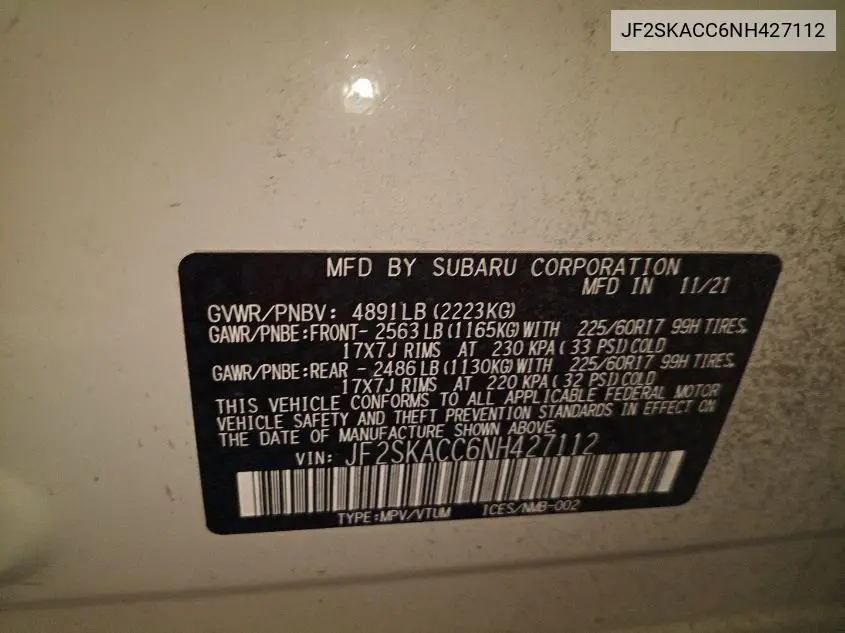 JF2SKACC6NH427112
MFD BY SUBARU CORPORATION
MFD IN 11/21
GVWR/PNBV: 4891LB(2223KG)
GAWR/PNBE:FRONT- 2563LB(1165KG)WITH 225/60R17 99H TIRES,
17X7J RIMS AT 230 KPA(33 PSI)COLD
GAWR/PNBE:REAR - 2486LB(1130KG)WITH 225/60R17 99H TIRES,
17X7J RIMS AT 220 KPA(32 PSI)COLD
THIS VEHICLE CONFORMS TO ALL APPLICABLE FEDERAL MOTOR
VEHICLE SAFETY AND THEFT PREVENTION STANDARDS IN EFFECT ON
THE DATE OF MANUFACTURE SHOWN ABOVE.
VIN: JF2SKACC6NH427112
TYPE:MPV/VTUM ICES/NMB-002